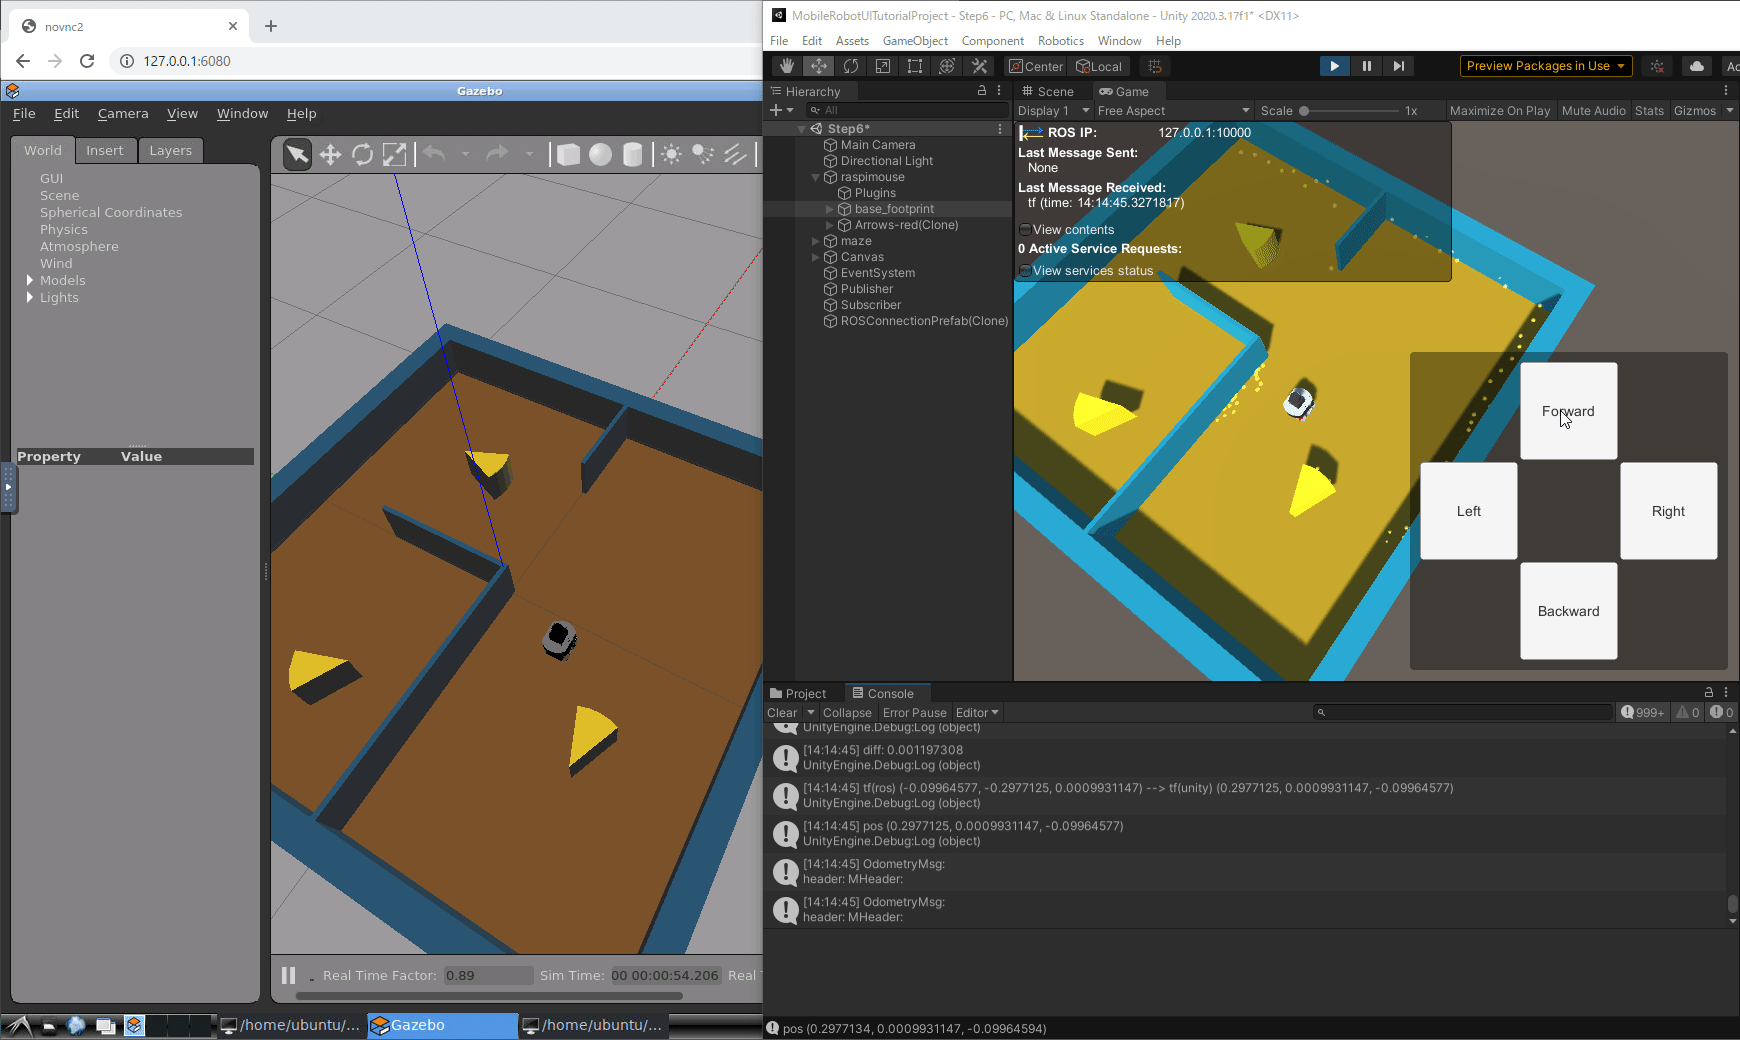 novnc2
127.0.0.1:6080
Gazebo
File Edit Camera View Window Help
World Insert Layers
GUI
Scene
Spherical Coordinates
Physics
Atmosphere
Wind
Models
Lights
Property Value
Real Time Factor: 0.89 Sim Time: 00 00:00:54.206 Real T
/home/ubuntu/... Gazebo /home/ubuntu/...
MobileRobotUITutorialProject - Step6 - PC, Mac & Linux Standalone - Unity 2020.3.17f1* <DX11>
File Edit Assets GameObject Component Robotics Window Help
Center Local Preview Packages in Use Ac
Hierarchy
All
Step6*
Main Camera
Directional Light
raspimouse
Plugins
base_footprint
Arrows-red(Clone)
maze
Canvas
EventSystem
Publisher
Subscriber
ROSConnectionPrefab(Clone)
Scene Game
Display 1 Free Aspect Scale 1x Maximize On Play Mute Audio Stats Gizmos
ROS IP: 127.0.0.1:10000
Last Message Sent:
None
Last Message Received:
tf (time: 14:14:45.3271817)
View contents
0 Active Service Requests:
View services status
Forward
Left
Right
Backward
Project Console
Clear Collapse Error Pause Editor 999+ 0 0
UnityEngine.Debug:Log (object)
[14:14:45] diff: 0.001197308
UnityEngine.Debug:Log (object)
[14:14:45] tf(ros) (-0.09964577, -0.2977125, 0.0009931147) --> tf(unity) (0.2977125, 0.0009931147, -0.09964577)
UnityEngine.Debug:Log (object)
[14:14:45] pos (0.2977125, 0.0009931147, -0.09964577)
UnityEngine.Debug:Log (object)
[14:14:45] OdometryMsg:
header: MHeader:
[14:14:45] OdometryMsg:
header: MHeader:
pos (0.2977134, 0.0009931147, -0.09964594)